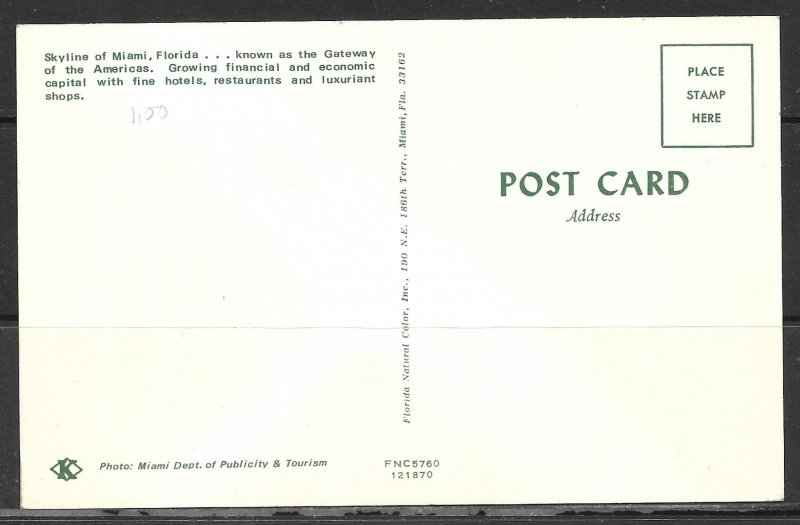 Skyline of Miami, Florida . . . known as the Gateway
of the Americas. Growing financial and economic
capital with fine hotels, restaurants and luxuriant
shops.
1.00
Florida Natural Color, Inc., 190 N.E. 186th Terr., Miami, Fla. 33162
PLACE
STAMP
HERE
POST CARD
Address
K
Photo: Miami Dept. of Publicity & Tourism
FNC5760
121870